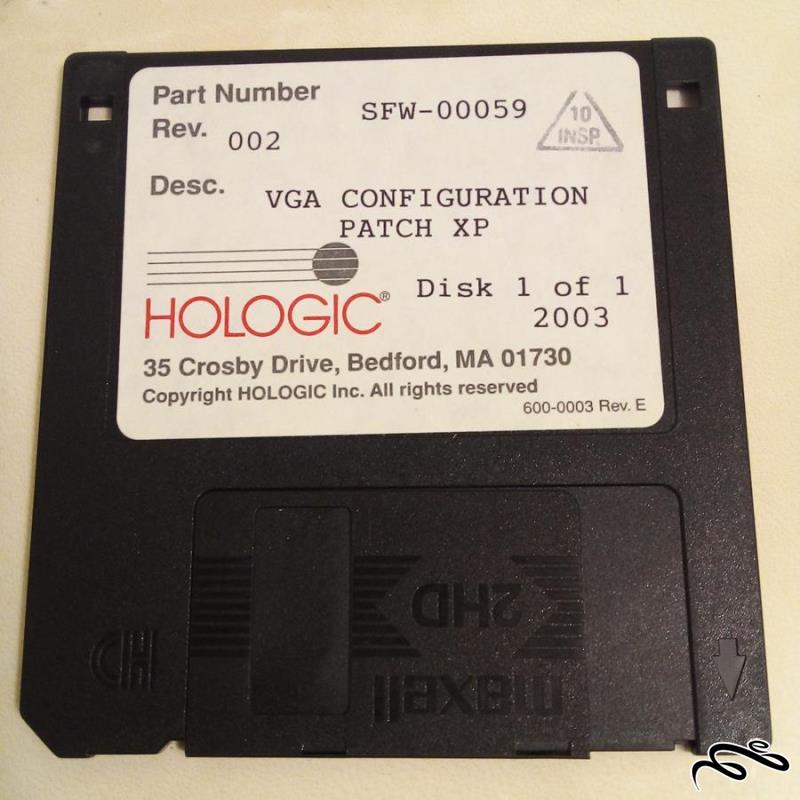 Part Number SFW-00059
10
INSP.
Rev. 002
Desc. VGA CONFIGURATION
PATCH XP
Disk 1 of 1
HOLOGIC®
2003
35 Crosby Drive, Bedford, MA 01730
Copyright HOLOGIC Inc. All rights reserved
600-0003 Rev. E
2HD
HD
maxell